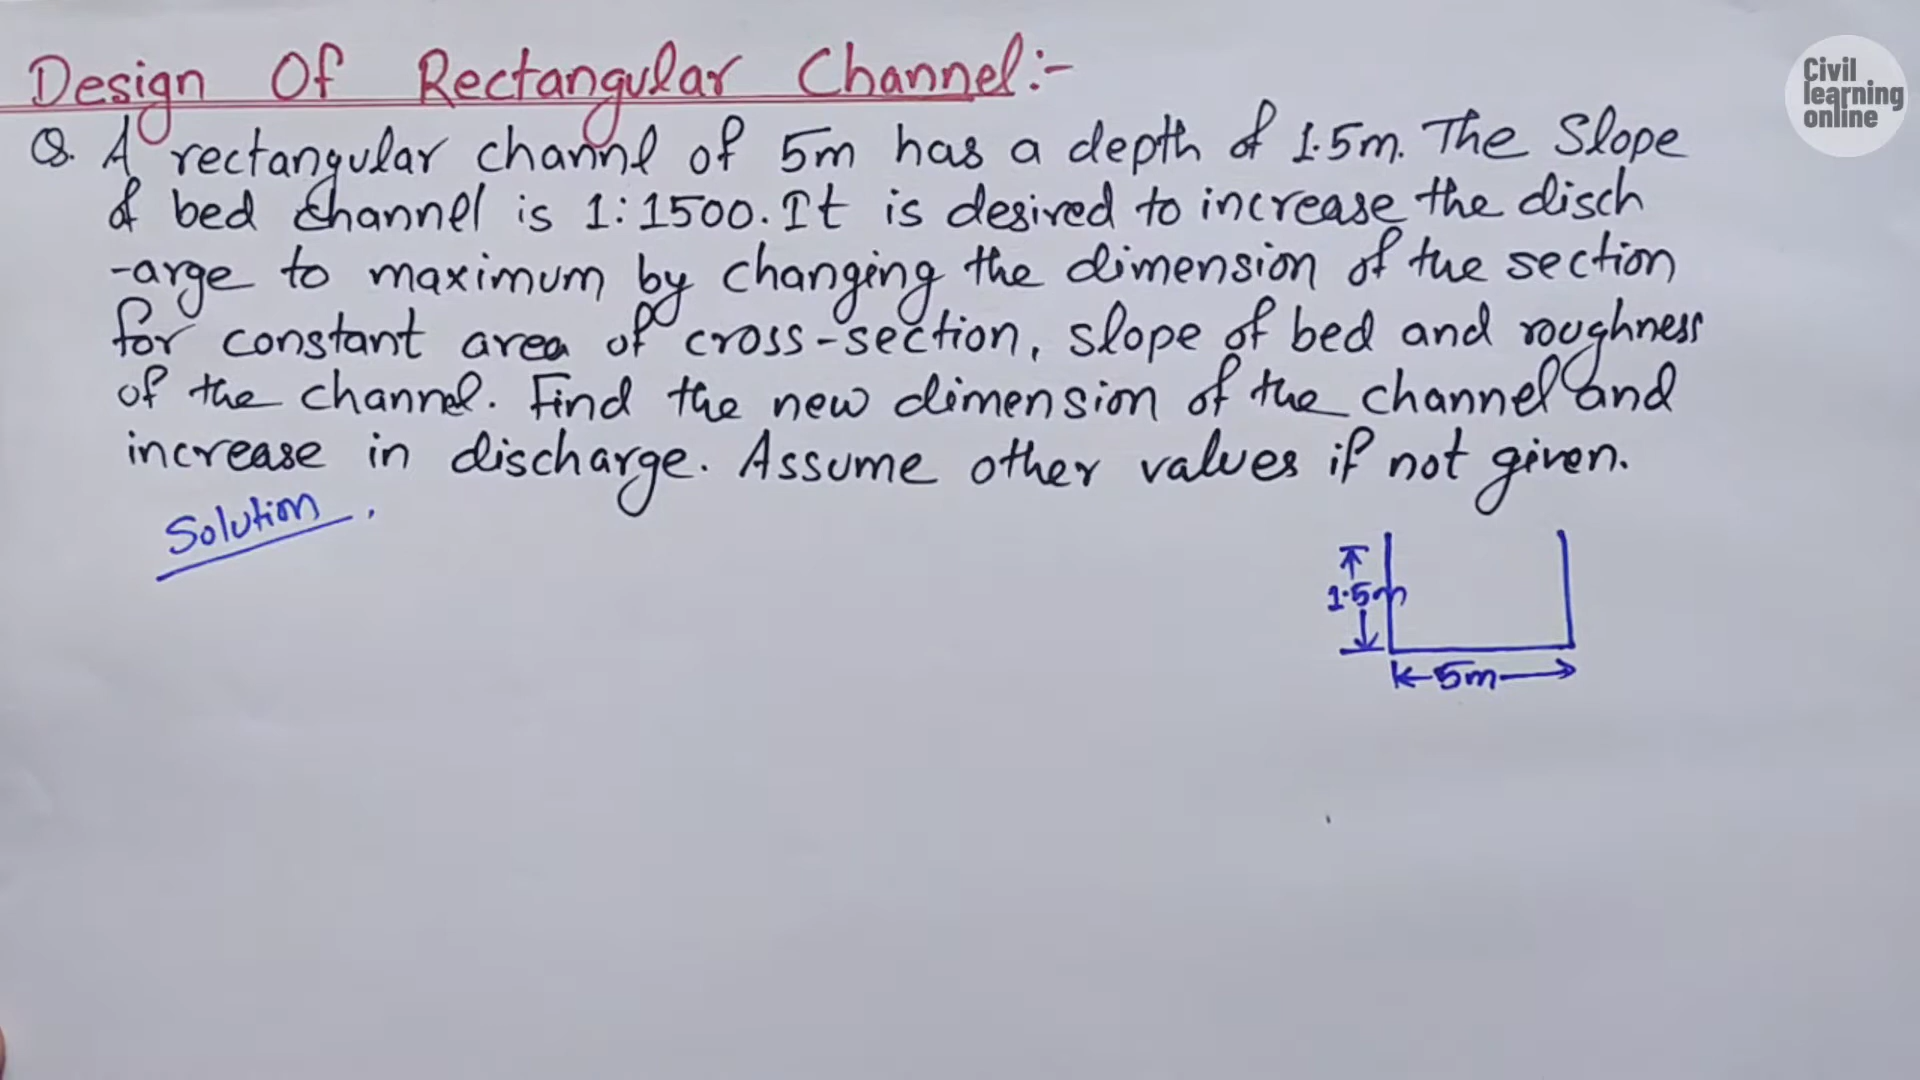 Design Of Rectangular Channel:-
Civil
learning
online
Q. A rectangular channl of 5m has a depth of 1.5m. The Slope
of bed channel is 1:1500. It is desired to increase the disch
-arge to maximum by changing the dimension of the section
for constant area of cross-section, slope of bed and roughness
of the channel. Find the new dimension of the channel and
increase in discharge. Assume other values if not given.
Solution.
1.5m
5m